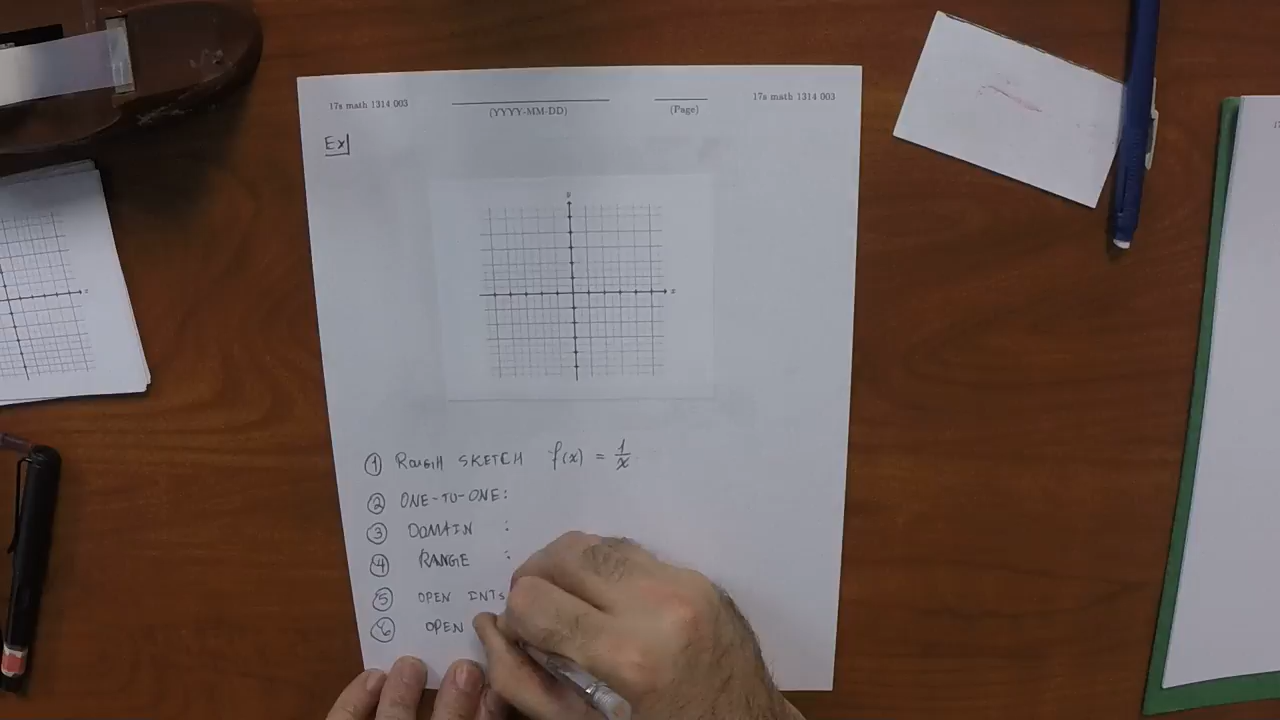 17s math 1314 003
(YYYY-MM-DD)
(Page)
17s math 1314 003
Ex
y
x
① ROUGH SKETCH f(x) = 1/x
② ONE-TO-ONE:
③ DOMAIN :
④ RANGE :
⑤ OPEN INTs
⑥ OPEN
x